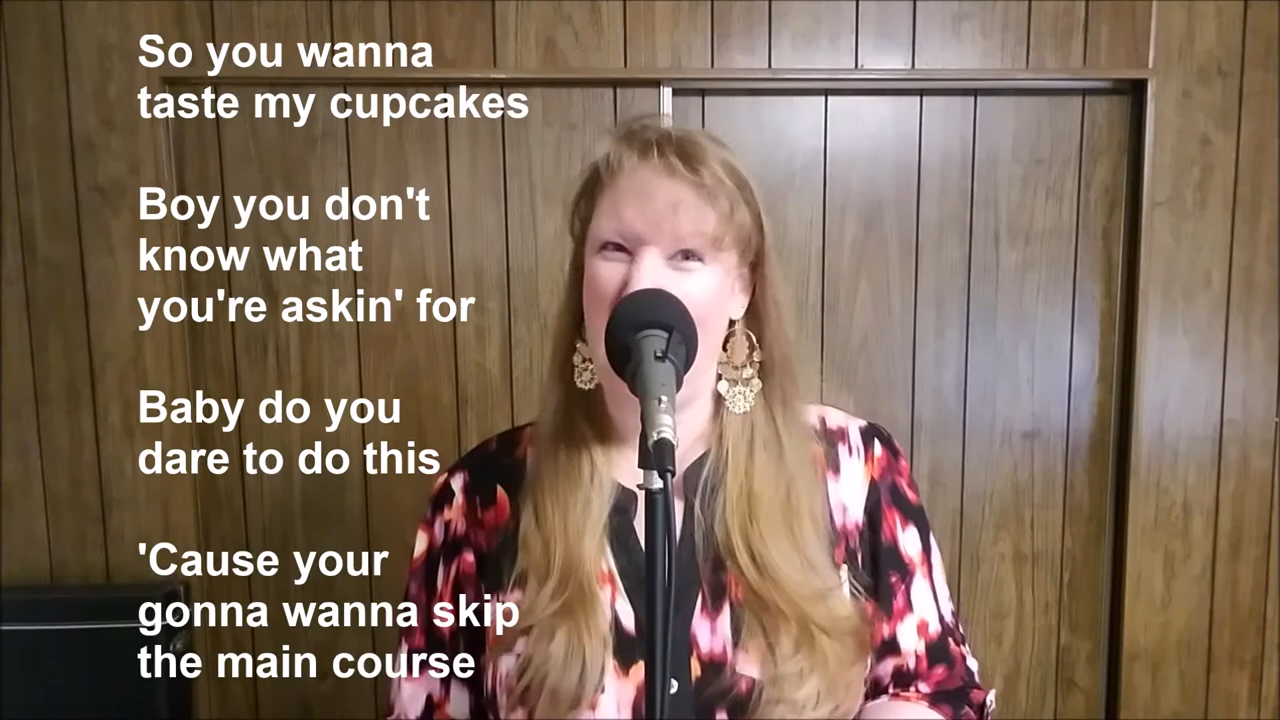 So you wanna
taste my cupcakes
Boy you don't
know what
you're askin' for
Baby do you
dare to do this
'Cause your
gonna wanna skip
the main course